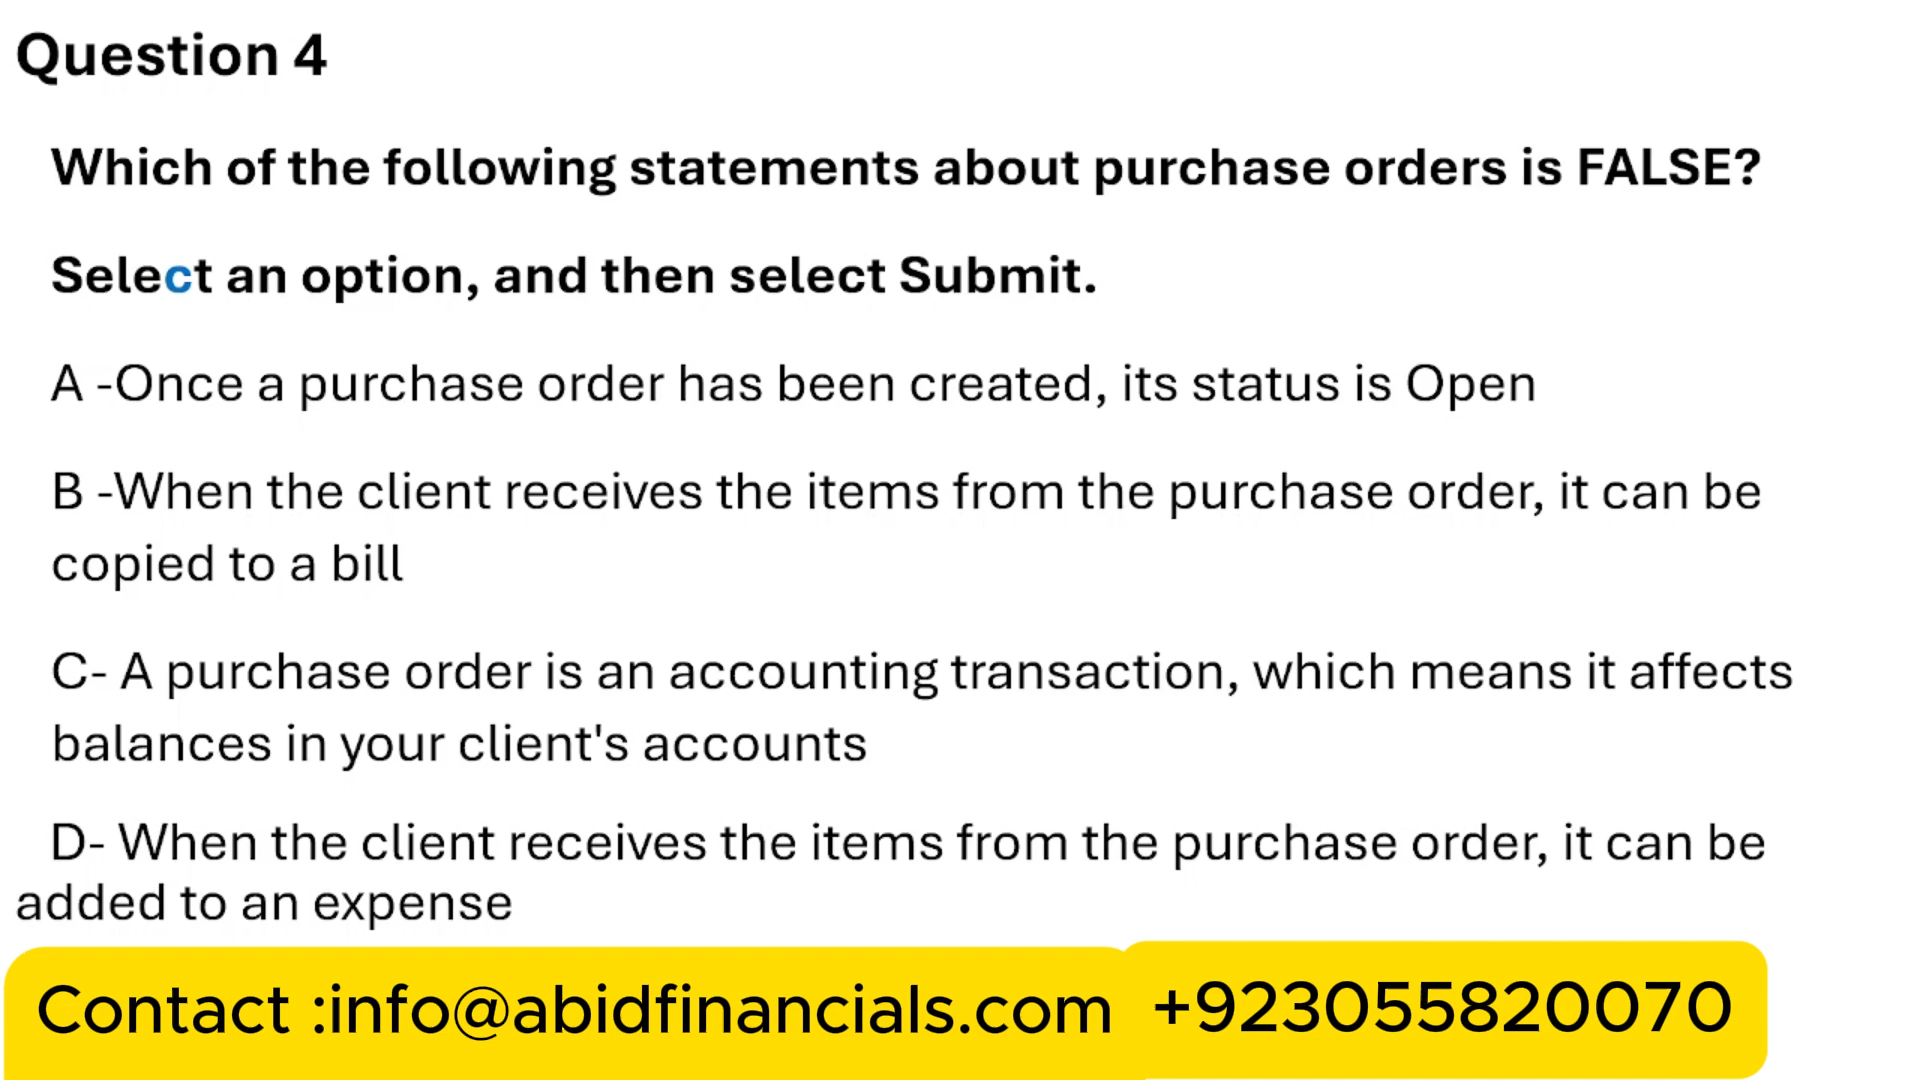 Question 4
Which of the following statements about purchase orders is FALSE?
Select an option, and then select Submit.
A -Once a purchase order has been created, its status is Open
B -When the client receives the items from the purchase order, it can be
copied to a bill
C- A purchase order is an accounting transaction, which means it affects
balances in your client's accounts
D- When the client receives the items from the purchase order, it can be
added to an expense
Contact :info@abidfinancials.com +923055820070